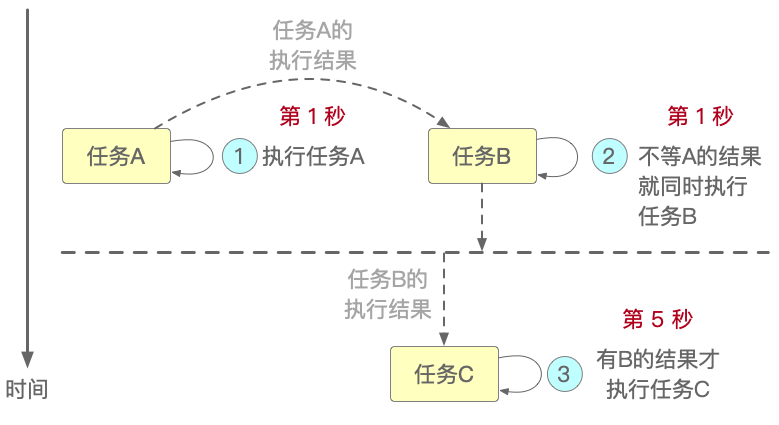 任务A的
执行结果
第 1 秒
第 1 秒
任务A
1
执行任务A
任务B
2
不等A的结果
就同时执行
任务B
任务B的
执行结果
第 5 秒
任务C
3
有B的结果才
执行任务C
时间